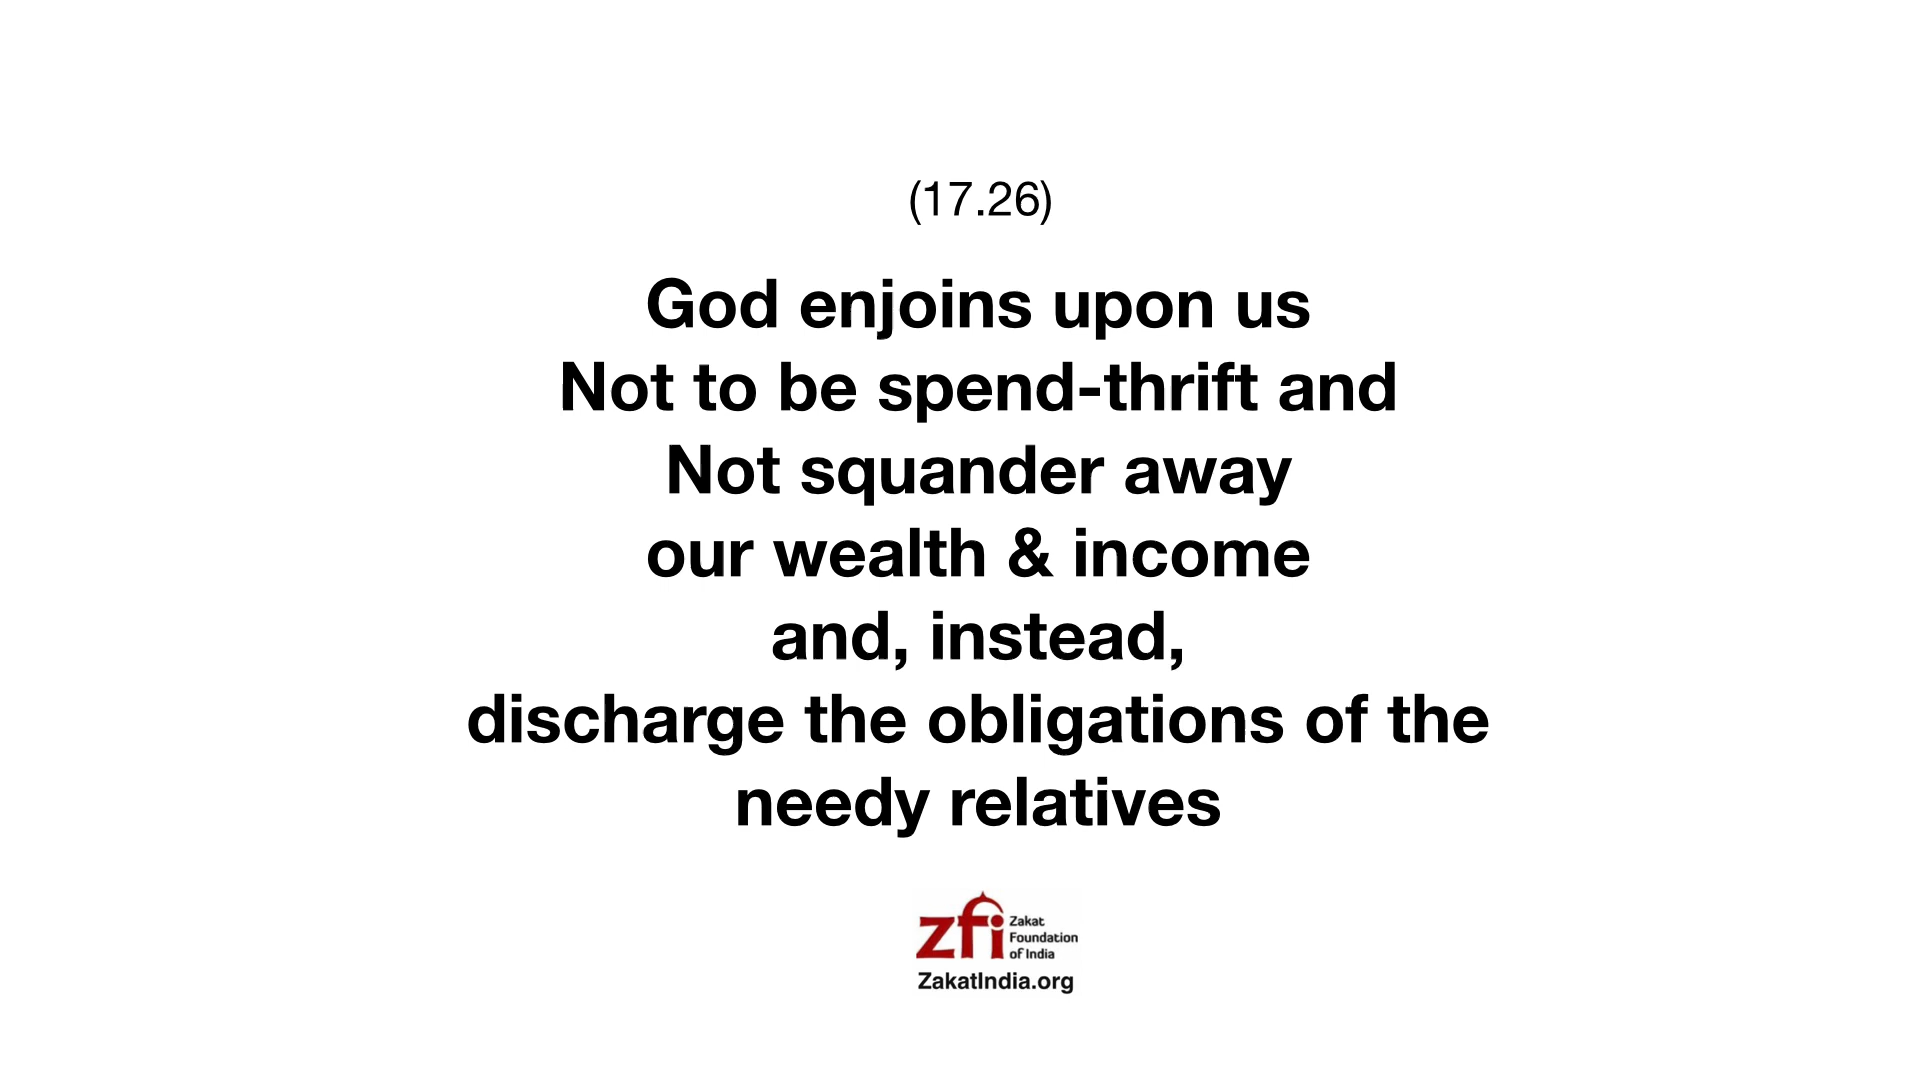 (17.26)
God enjoins upon us
Not to be spend-thrift and
Not squander away
our wealth & income
and, instead,
discharge the obligations of the
needy relatives
zfi
Zakat
Foundation
of India
ZakatIndia.org